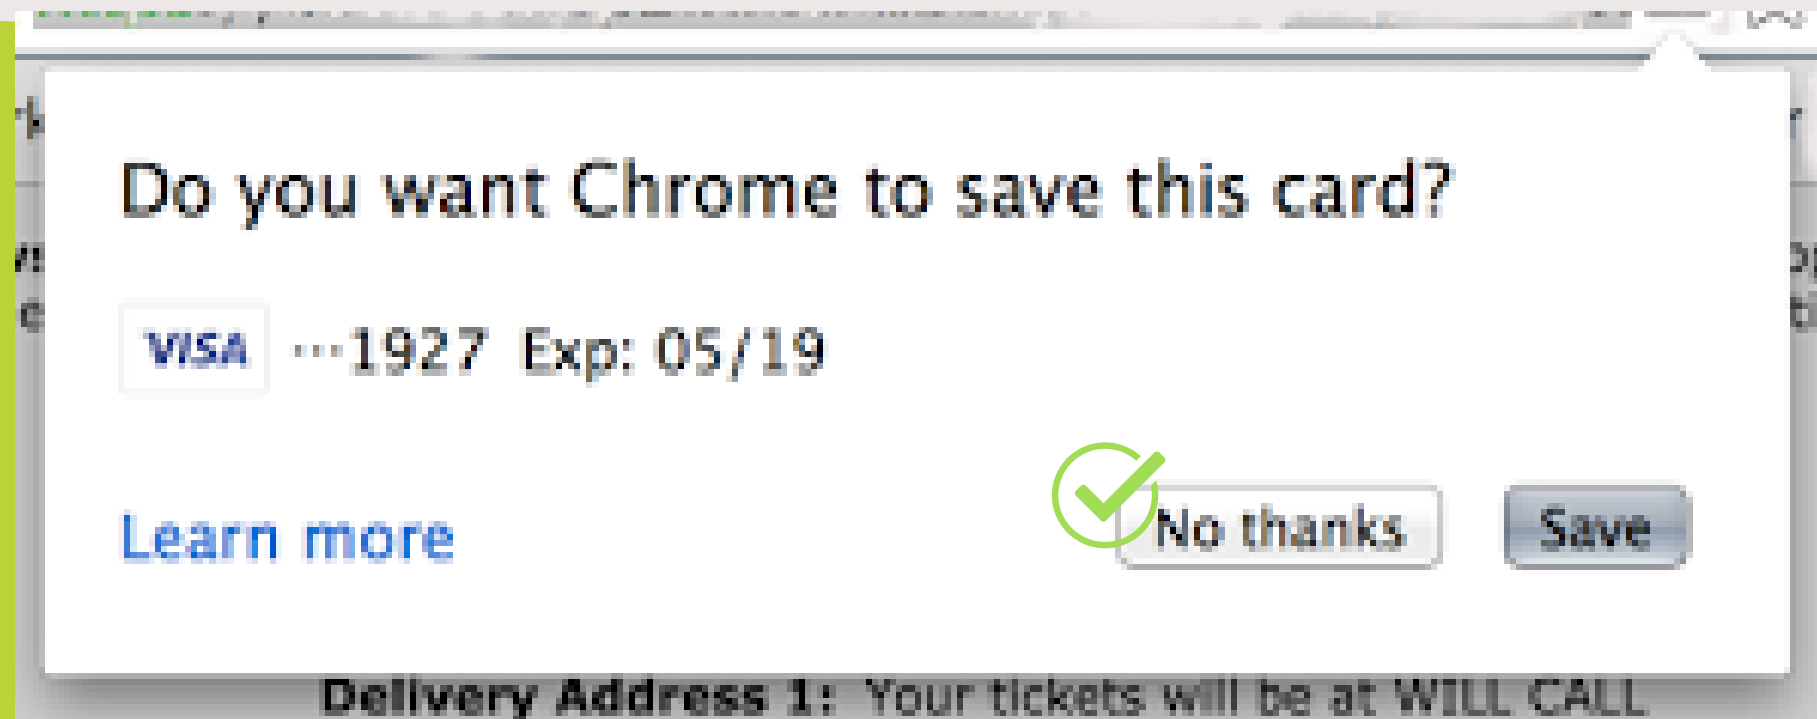 Do you want Chrome to save this card?
VISA ...1927 Exp: 05/19
Learn more
No thanks
Save
Delivery Address 1: Your tickets will be at WILL CALL